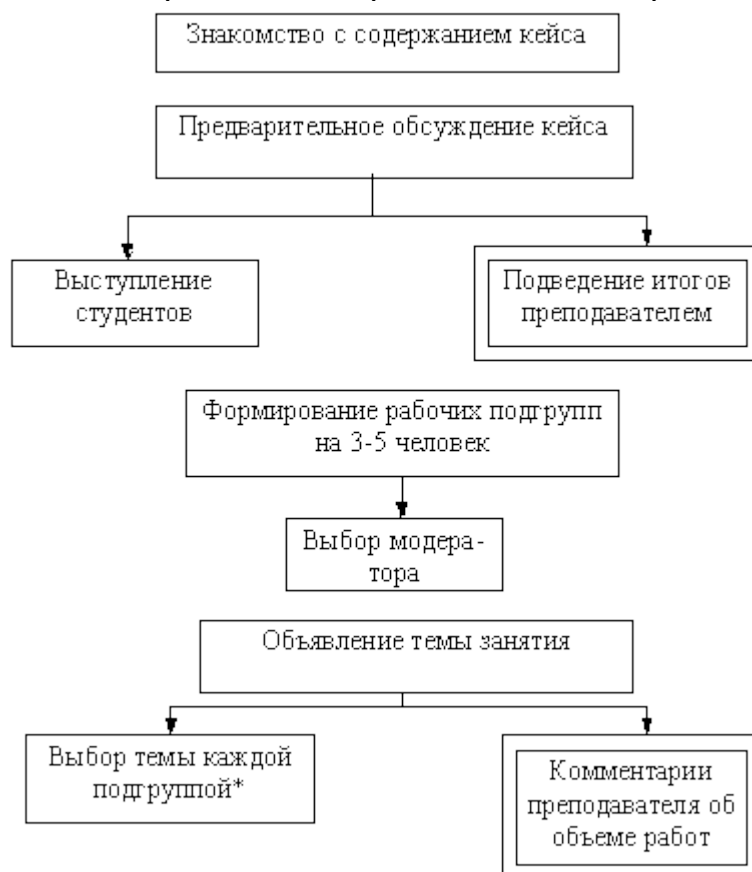 Знакомство с содержанием кейса
Предварительное обсуждение кейса
Выступление
студентов
Подведение итогов
преподавателем
Формирование рабочих подгрупп
на 3-5 человек
Выбор модера-
тора
Объявление темы занятия
Выбор темы каждой
подгруппой*
Комментарии
преподавателя об
объеме работ